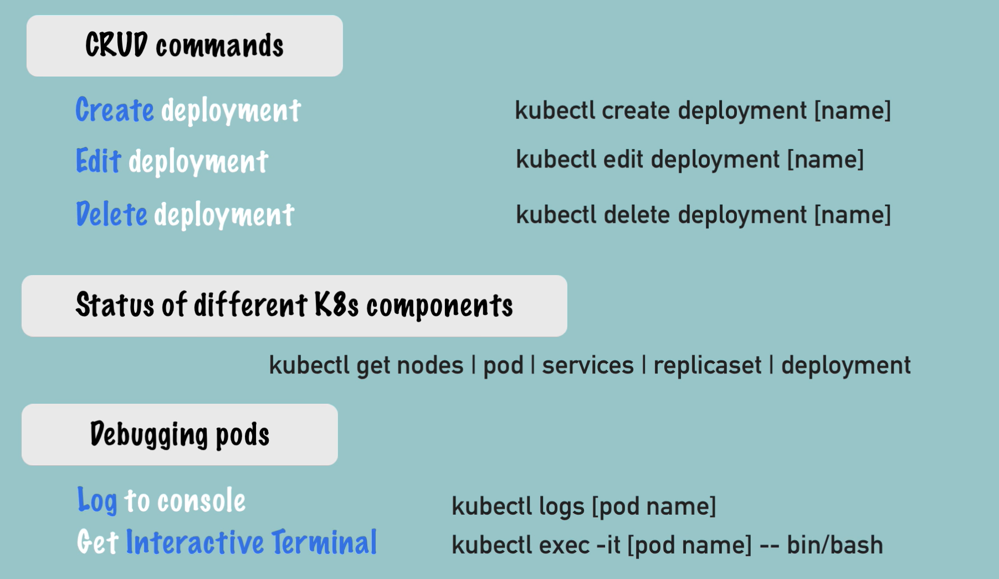 CRUD commands
Create deployment kubectl create deployment [name]
Edit deployment kubectl edit deployment [name]
Delete deployment kubectl delete deployment [name]
Status of different K8s components
kubectl get nodes | pod | services | replicaset | deployment
Debugging pods
Log to console kubectl logs [pod name]
Get Interactive Terminal kubectl exec -it [pod name] -- bin/bash